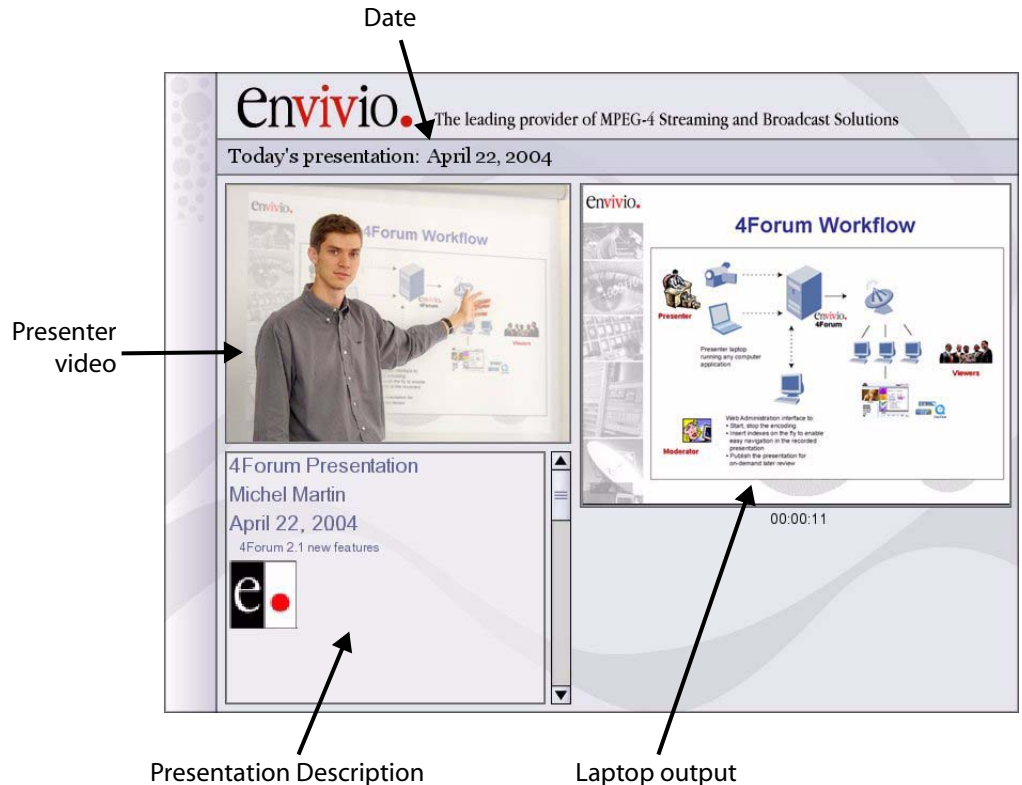 Date
envivio.
The leading provider of MPEG-4 Streaming and Broadcast Solutions
Today's presentation: April 22, 2004
Presenter
video
envivio.
4Forum Workflow
envivio.
4Forum
Viewers
4Forum Presentation
Michel Martin
April 22, 2004
4Forum 2.1 new features
e.
envivio.
4Forum Workflow
Presenter
envivio.
4Forum
Presenter laptop
running any computer
application
Viewers
Moderator
Web Administration interface to
• Start, stop the encoding
• Insert indexes on the fly to enable
easy navigation in the recorded
presentation
• Publish the presentation for
on-demand later review
00:00:11
Presentation Description
Laptop output